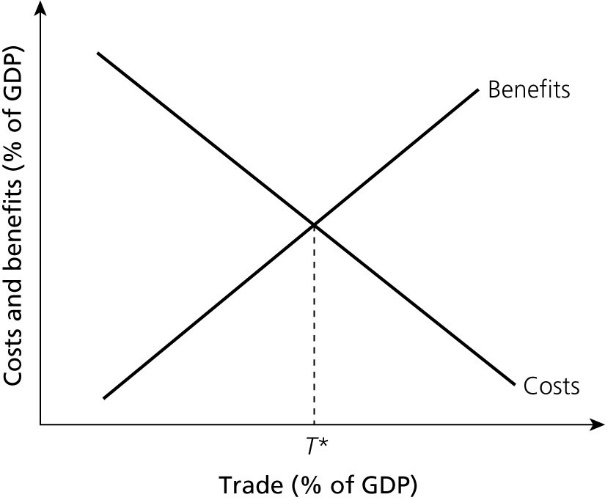 Costs and benefits (% of GDP)
Benefits
Costs
T*
Trade (% of GDP)